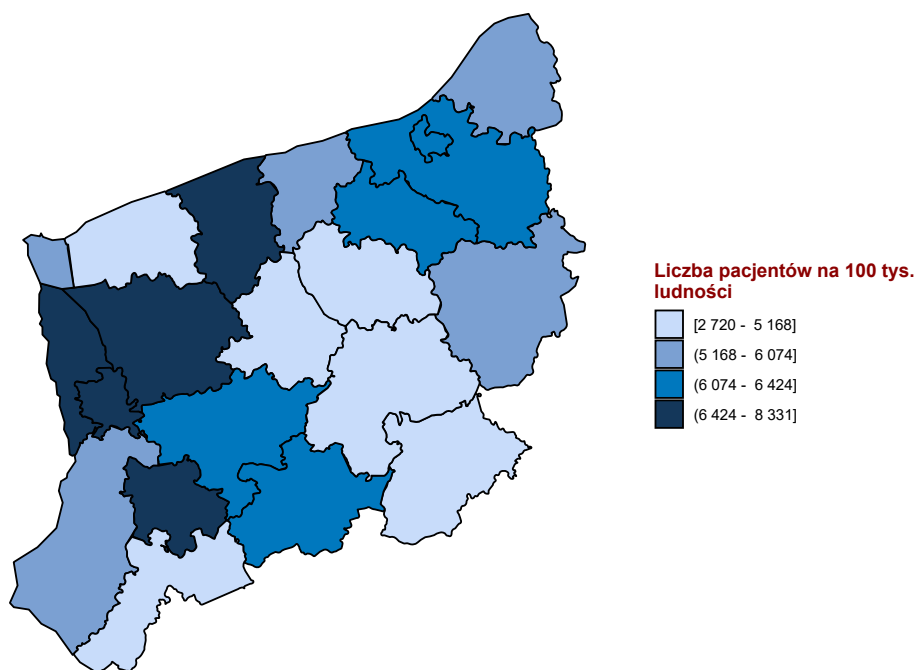 Liczba pacjentów na 100 tys.
ludności
[2 720 - 5 168]
(5 168 - 6 074]
(6 074 - 6 424]
(6 424 - 8 331]